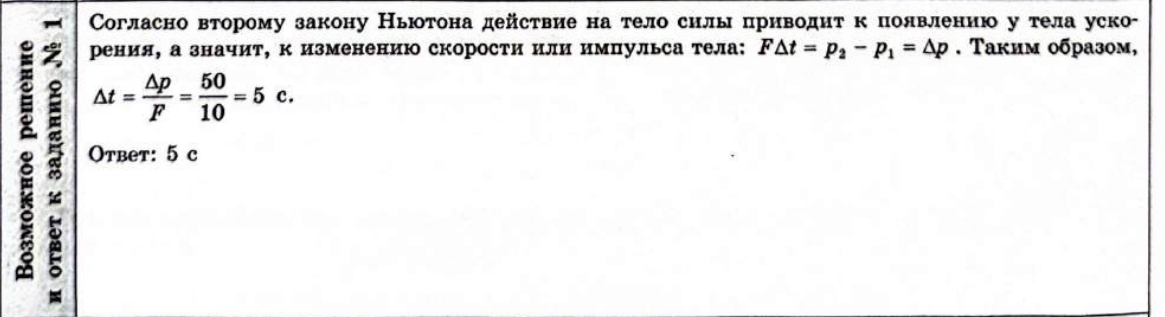 Возможное решение
и ответ к заданию № 1
Согласно второму закону Ньютона действие на тело силы приводит к появлению у тела уско-
рения, а значит, к изменению скорости или импульса тела: FΔt = p₂ − p₁ = Δp . Таким образом,
Δt = Δp/F = 50/10 = 5 с.
Ответ: 5 с